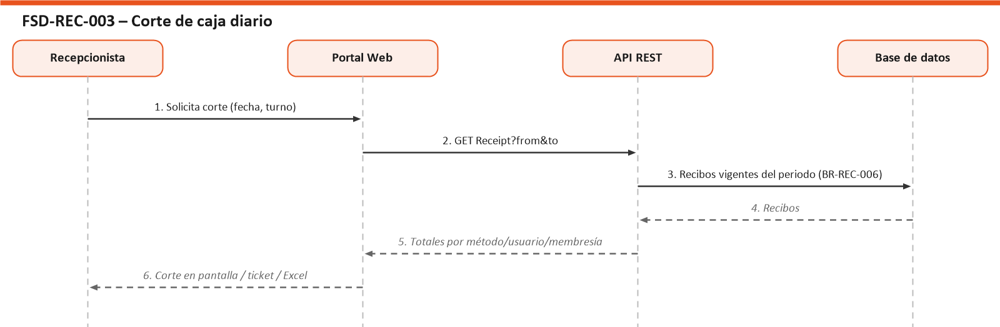 FSD-REC-003 – Corte de caja diario
Recepcionista
Portal Web
API REST
Base de datos
1. Solicita corte (fecha, turno)
2. GET Receipt?from&to
3. Recibos vigentes del periodo (BR-REC-006)
4. Recibos
5. Totales por método/usuario/membresía
6. Corte en pantalla / ticket / Excel